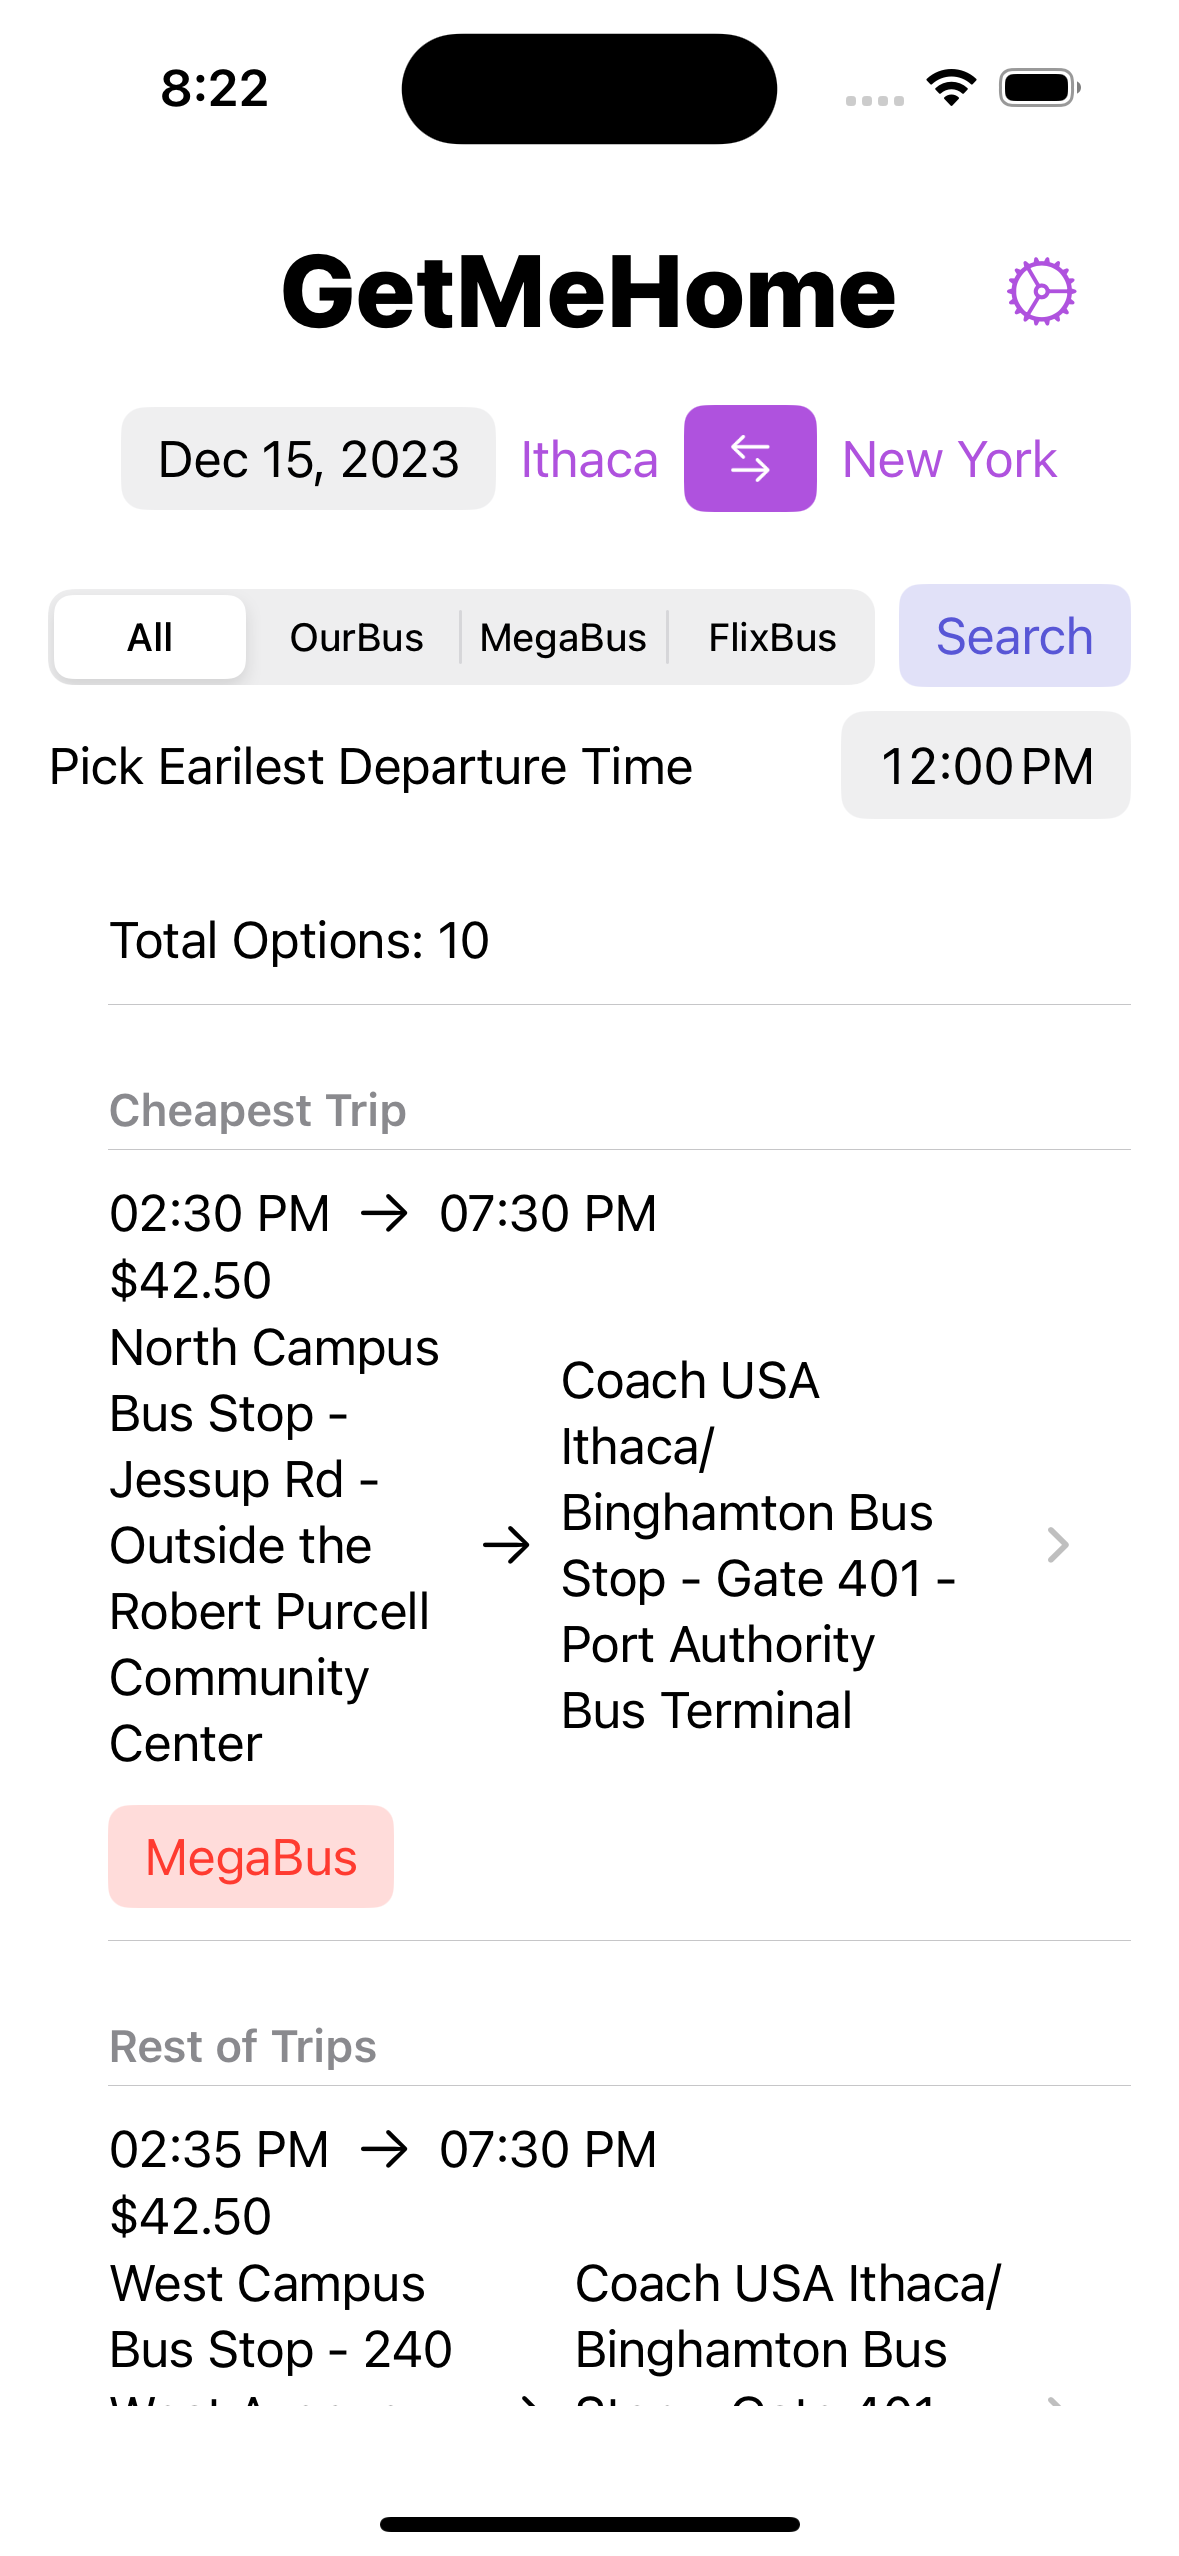 8:22
GetMeHome
Dec 15, 2023 Ithaca New York
All OurBus MegaBus FlixBus Search
Pick Earilest Departure Time 12:00 PM
Total Options: 10
Cheapest Trip
02:30 PM → 07:30 PM
$42.50
North Campus
Bus Stop -
Jessup Rd -
Outside the
Robert Purcell
Community
Center
→
Coach USA
Ithaca/
Binghamton Bus
Stop - Gate 401 -
Port Authority
Bus Terminal
MegaBus
Rest of Trips
02:35 PM → 07:30 PM
$42.50
West Campus
Bus Stop - 240
Coach USA Ithaca/
Binghamton Bus